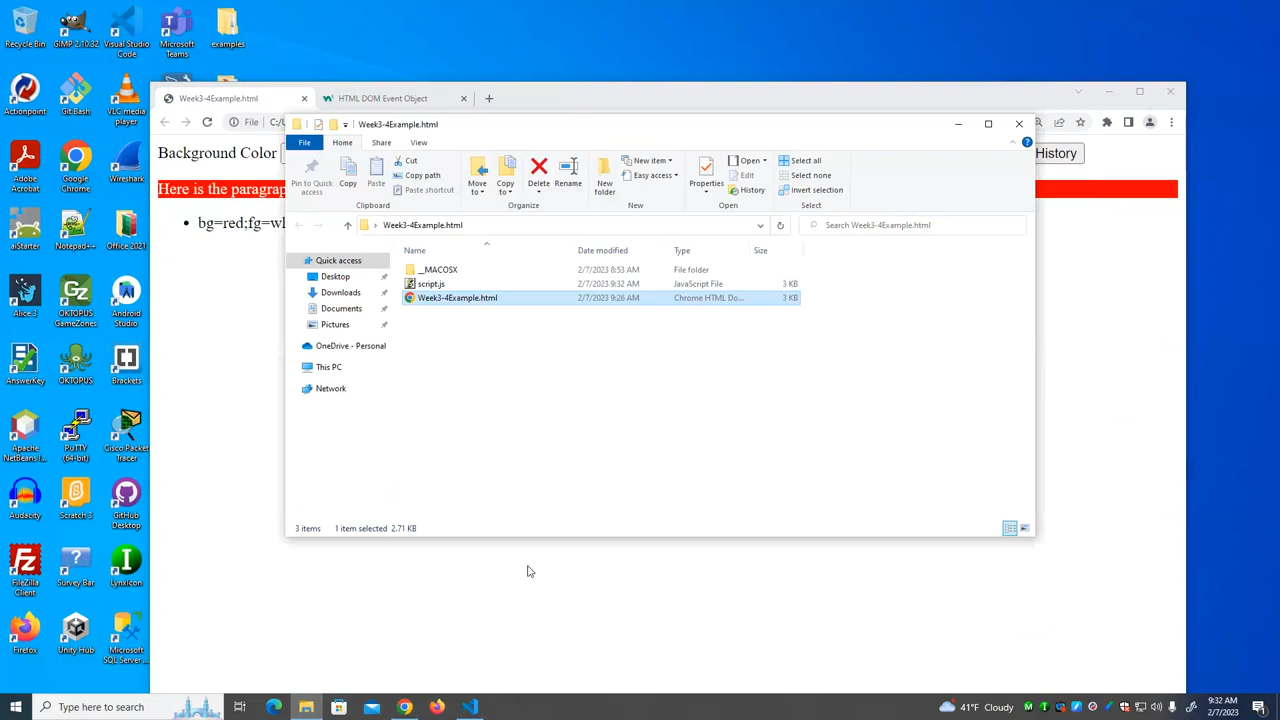 Recycle Bin
GIMP 2.10.32
Visual Studio
Code
Microsoft
Teams
examples
Actionpoint
Git Bash
VLC media
player
Adobe
Acrobat
Google
Chrome
Wireshark
aiStarter
Notepad++
Office 2021
Alice 3
OKTOPUS
GameZones
Android
Studio
AnswerKey
OKTOPUS
Brackets
Apache
NetBeans I...
PuTTY
(64-bit)
Cisco Packet
Tracer
Audacity
Scratch 3
GitHub
Desktop
FileZilla
Client
Survey Bar
LynxIcon
Firefox
Unity Hub
Microsoft
SQL Server ...
Week3-4Example.html
HTML DOM Event Object
File
C:/
Background Color
History
Here is the paragrap
• bg=red;fg=wh
Week3-4Example.html
File
Home
Share
View
Pin to Quick
access
Copy
Paste
Cut
Copy path
Paste shortcut
Clipboard
Move
to
Copy
to
Delete
Rename
Organize
New
folder
New item
Easy access
New
Properties
Open
Edit
History
Open
Select all
Select none
Invert selection
Select
Week3-4Example.html
Search Week3-4Example.html
Name
Date modified
Type
Size
Quick access
Desktop
Downloads
Documents
Pictures
OneDrive - Personal
This PC
Network
__MACOSX 2/7/2023 8:53 AM File folder
script.js 2/7/2023 9:32 AM JavaScript File 3 KB
Week3-4Example.html 2/7/2023 9:26 AM Chrome HTML Do... 3 KB
3 items
1 item selected 2.71 KB
Type here to search
41°F Cloudy
9:32 AM
2/7/2023